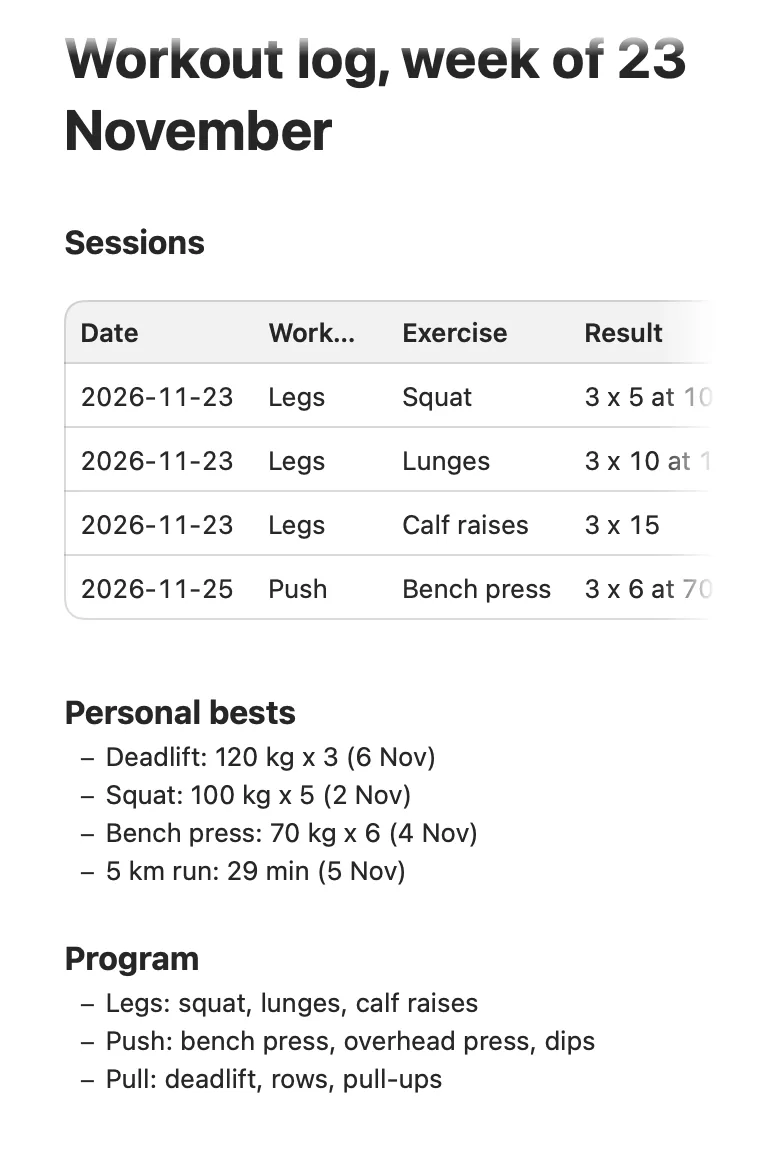 Workout log, week of 23
November
Sessions
Date Work... Exercise Result
2026-11-23 Legs Squat 3 x 5 at 10
2026-11-23 Legs Lunges 3 x 10 at 1
2026-11-23 Legs Calf raises 3 x 15
2026-11-25 Push Bench press 3 x 6 at 70
Personal bests
– Deadlift: 120 kg x 3 (6 Nov)
– Squat: 100 kg x 5 (2 Nov)
– Bench press: 70 kg x 6 (4 Nov)
– 5 km run: 29 min (5 Nov)
Program
– Legs: squat, lunges, calf raises
– Push: bench press, overhead press, dips
– Pull: deadlift, rows, pull-ups